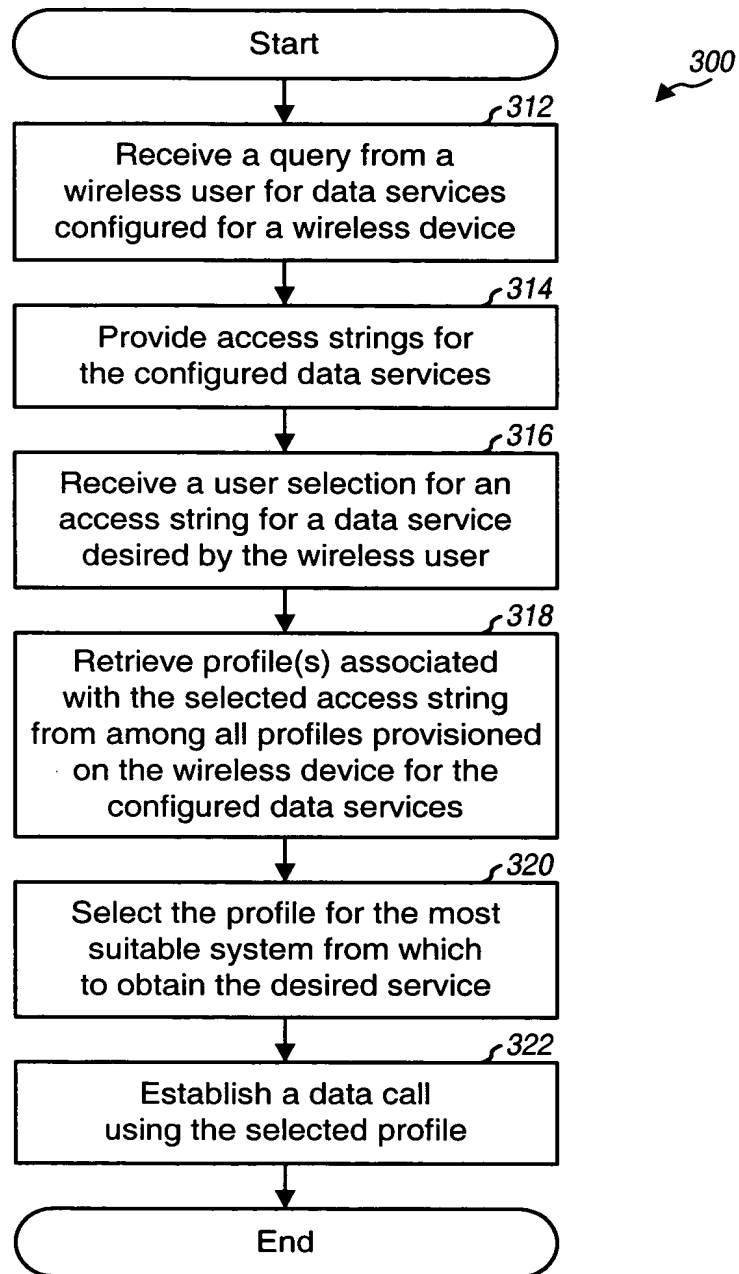 Start
300
312
Receive a query from a
wireless user for data services
configured for a wireless device
314
Provide access strings for
the configured data services
316
Receive a user selection for an
access string for a data service
desired by the wireless user
318
Retrieve profile(s) associated
with the selected access string
from among all profiles provisioned
on the wireless device for the
configured data services
320
Select the profile for the most
suitable system from which
to obtain the desired service
322
Establish a data call
using the selected profile
End